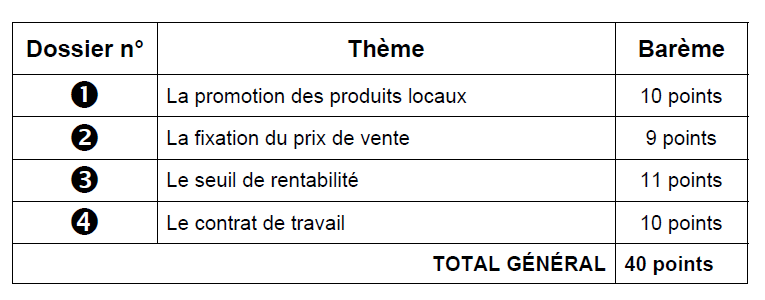 Dossier n° Thème Barème
❶ La promotion des produits locaux 10 points
❷ La fixation du prix de vente 9 points
❸ Le seuil de rentabilité 11 points
❹ Le contrat de travail 10 points
TOTAL GÉNÉRAL 40 points